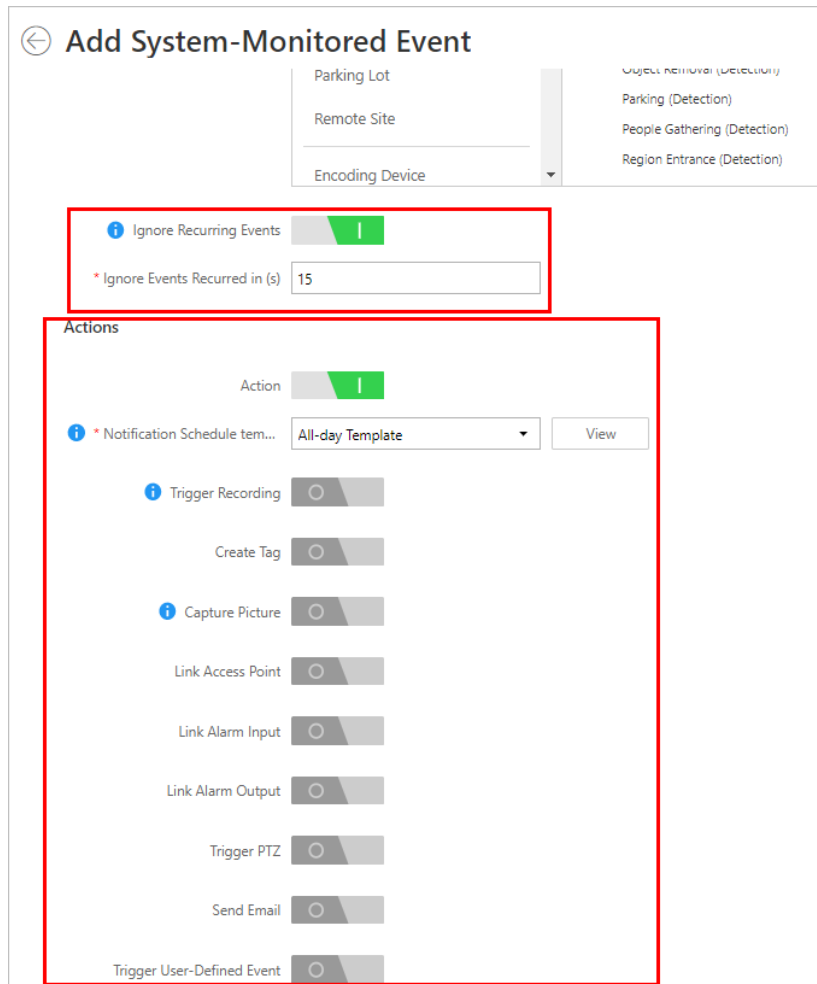 Add System-Monitored Event
Parking Lot
Remote Site
Encoding Device
Object Removal (Detection)
Parking (Detection)
People Gathering (Detection)
Region Entrance (Detection)
Ignore Recurring Events
* Ignore Events Recurred in (s) 15
Actions
Action
* Notification Schedule tem... All-day Template View
Trigger Recording
Create Tag
Capture Picture
Link Access Point
Link Alarm Input
Link Alarm Output
Trigger PTZ
Send Email
Trigger User-Defined Event